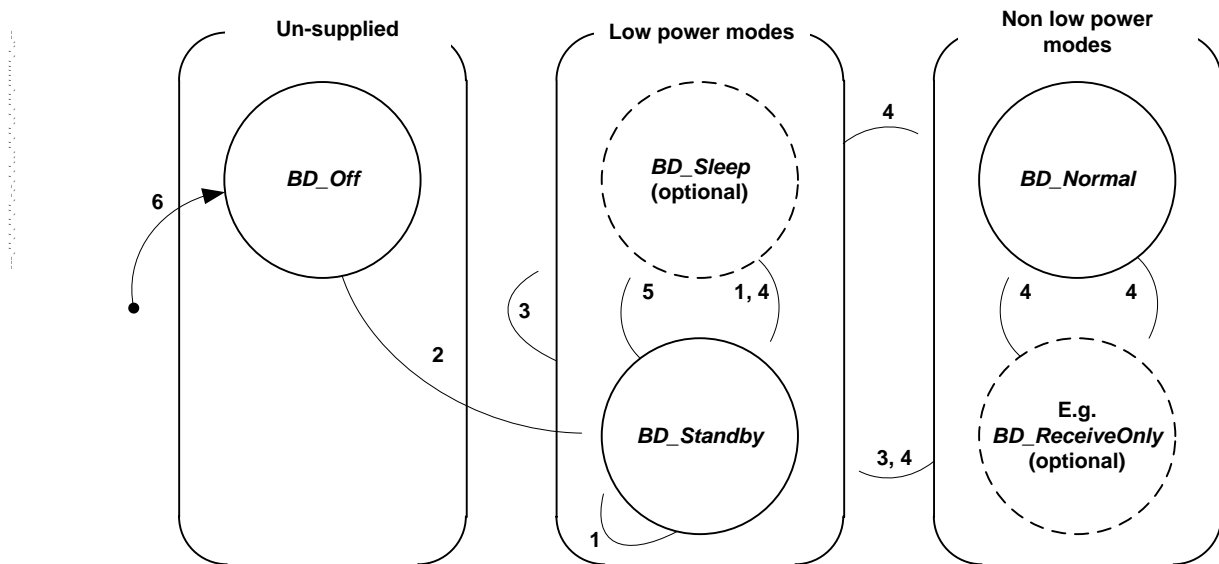 Un-supplied
Low power modes
Non low power
modes
4
BD_Off
BD_Sleep
(optional)
BD_Normal
6
5
1, 4
4
4
3
2
E.g.
BD_ReceiveOnly
(optional)
BD_Standby
3, 4
1